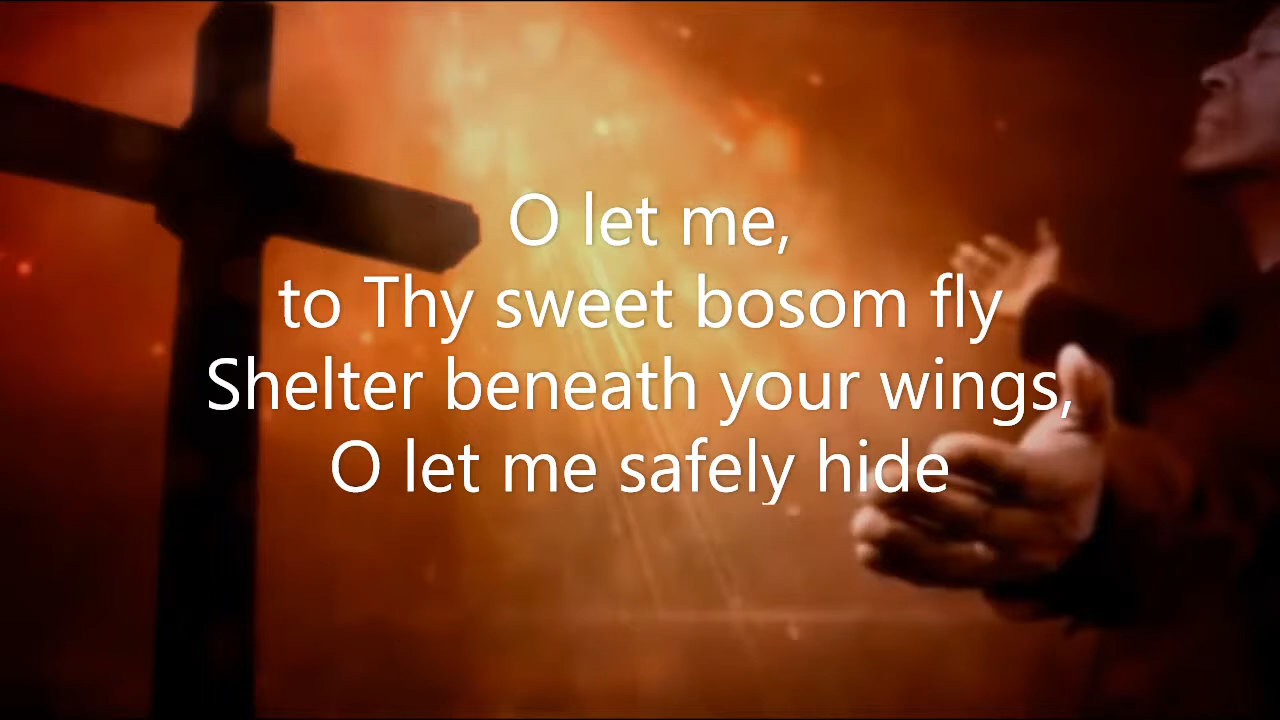 O let me,
to Thy sweet bosom fly
Shelter beneath your wings,
O let me safely hide